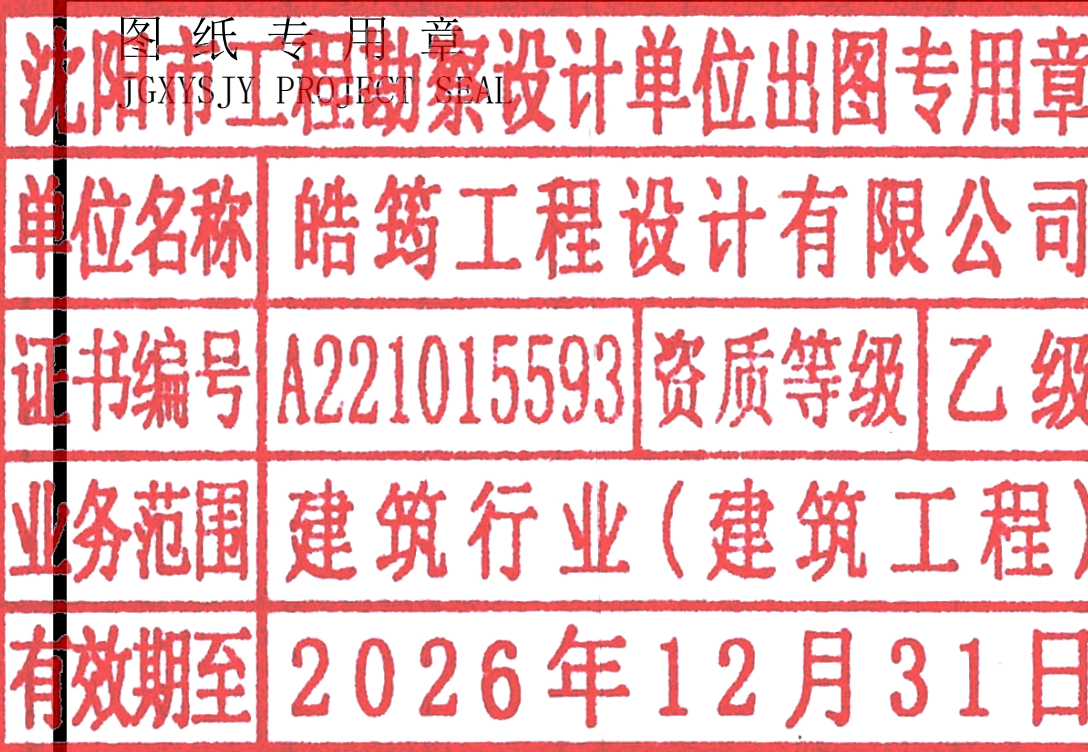 图纸专用章
JGXYSJY PROJECT SEAL
沈阳市工程勘察设计单位出图专用章
单位名称 皓筠工程设计有限公司
证书编号 A221015593 资质等级 乙级
业务范围 建筑行业(建筑工程)
有效期至 2026年12月31日